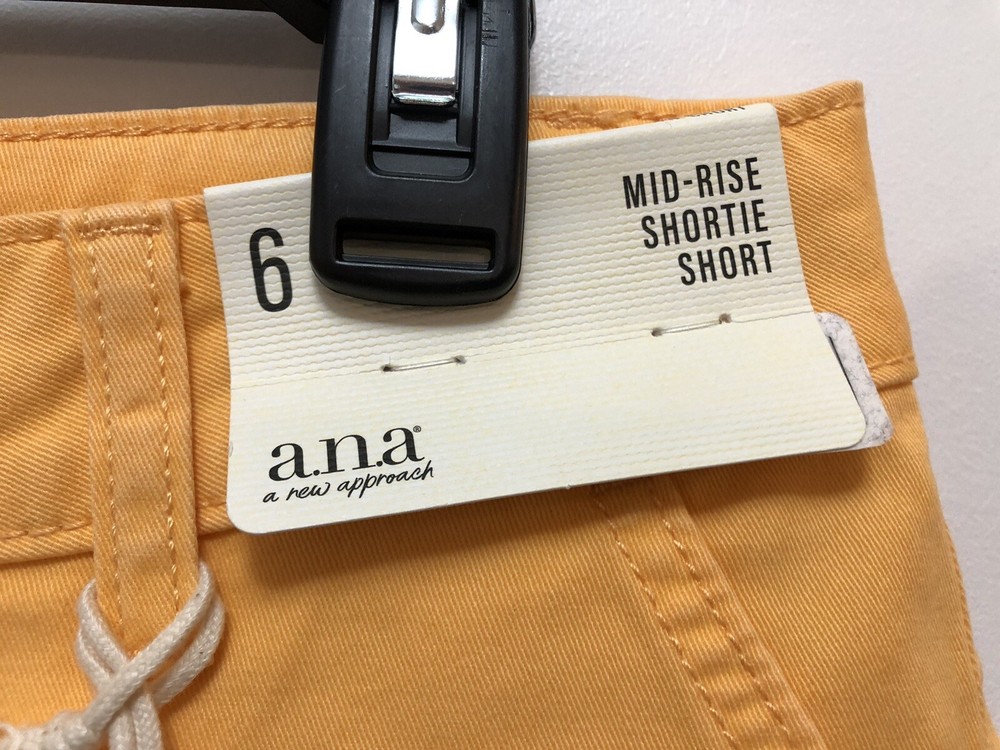 6
MID-RISE
SHORTIE
SHORT
a.n.a®
a new approach